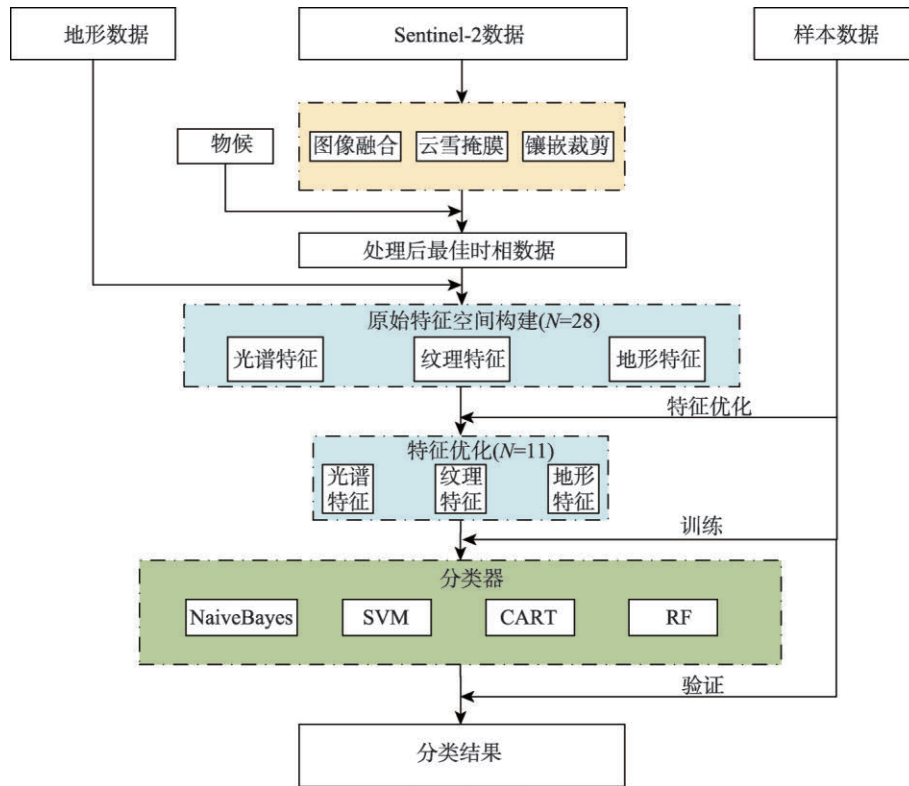 地形数据
Sentinel-2数据
样本数据
物候
图像融合
云雪掩膜
镶嵌裁剪
处理后最佳时相数据
原始特征空间构建(N=28)
光谱特征
纹理特征
地形特征
特征优化
特征优化(N=11)
光谱
特征
纹理
特征
地形
特征
训练
分类器
NaiveBayes
SVM
CART
RF
验证
分类结果